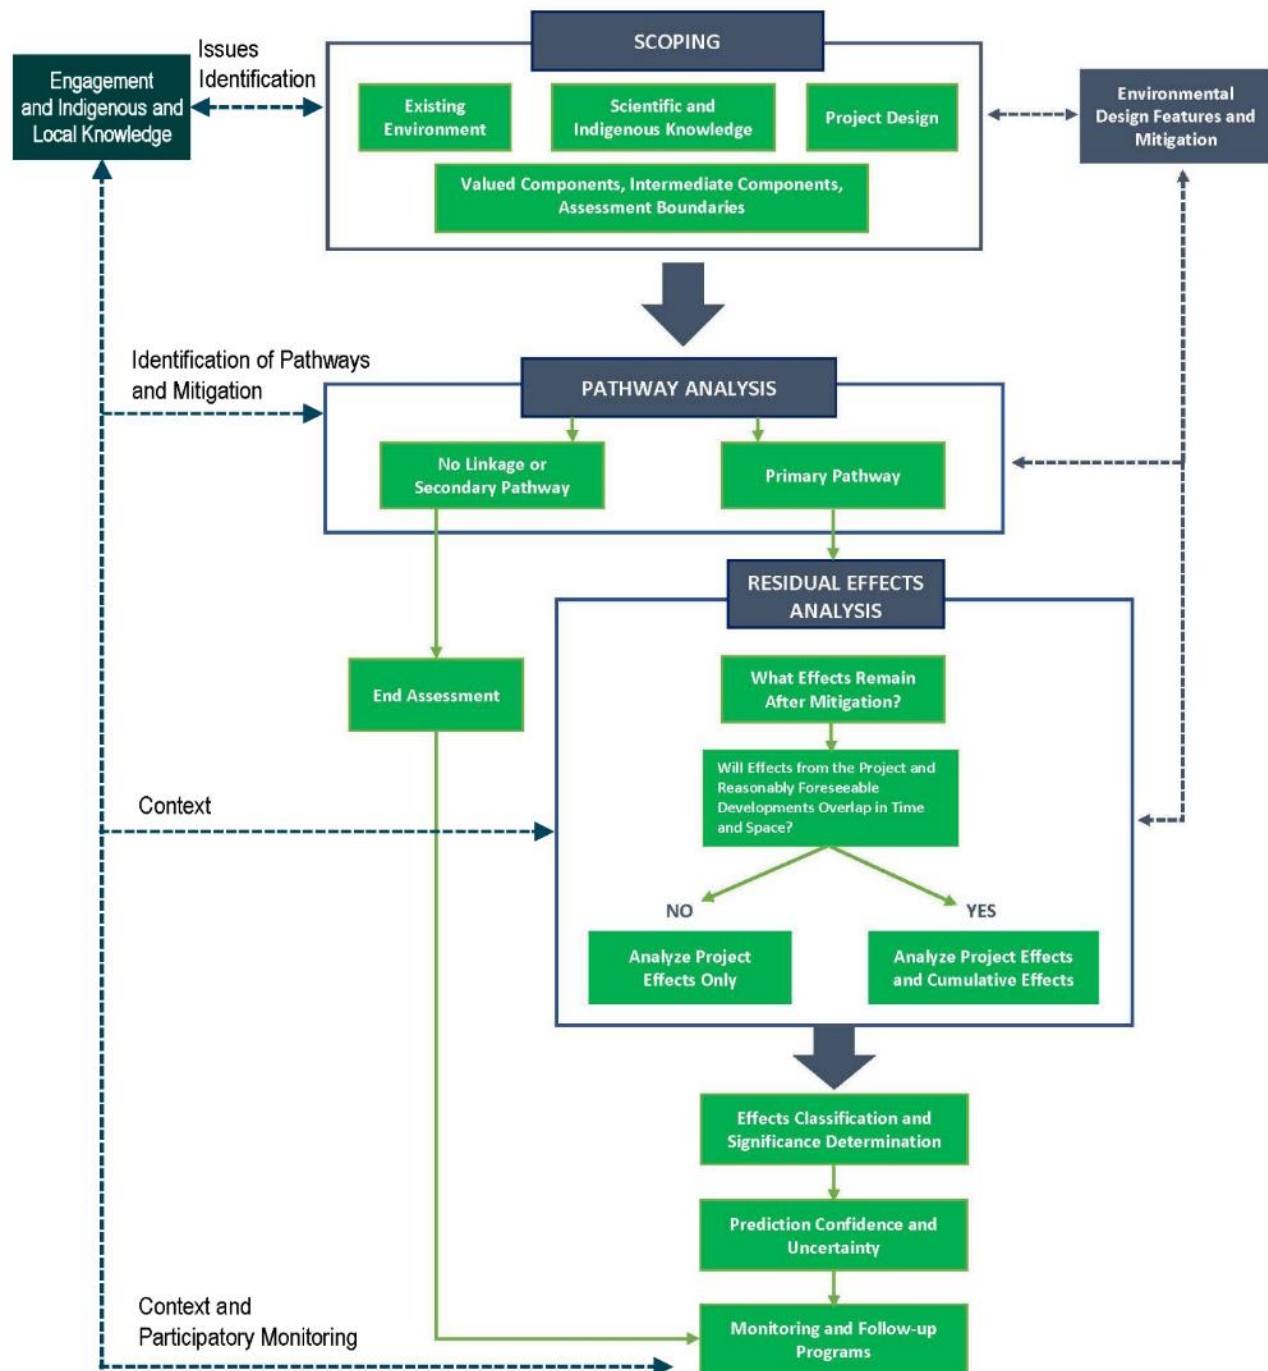 SCOPING
Issues
Identification
Engagement
and Indigenous and
Local Knowledge
Existing
Environment
Scientific and
Indigenous Knowledge
Project Design
Environmental
Design Features and
Mitigation
Valued Components, Intermediate Components,
Assessment Boundaries
Identification of Pathways
and Mitigation
PATHWAY ANALYSIS
No Linkage or
Secondary Pathway
Primary Pathway
RESIDUAL EFFECTS
ANALYSIS
End Assessment
What Effects Remain
After Mitigation?
Context
Will Effects from the Project and
Reasonably Foreseeable
Developments Overlap in Time
and Space?
NO
YES
Analyze Project
Effects Only
Analyze Project Effects
and Cumulative Effects
Effects Classification and
Significance Determination
Prediction Confidence and
Uncertainty
Context and
Participatory Monitoring
Monitoring and Follow-up
Programs